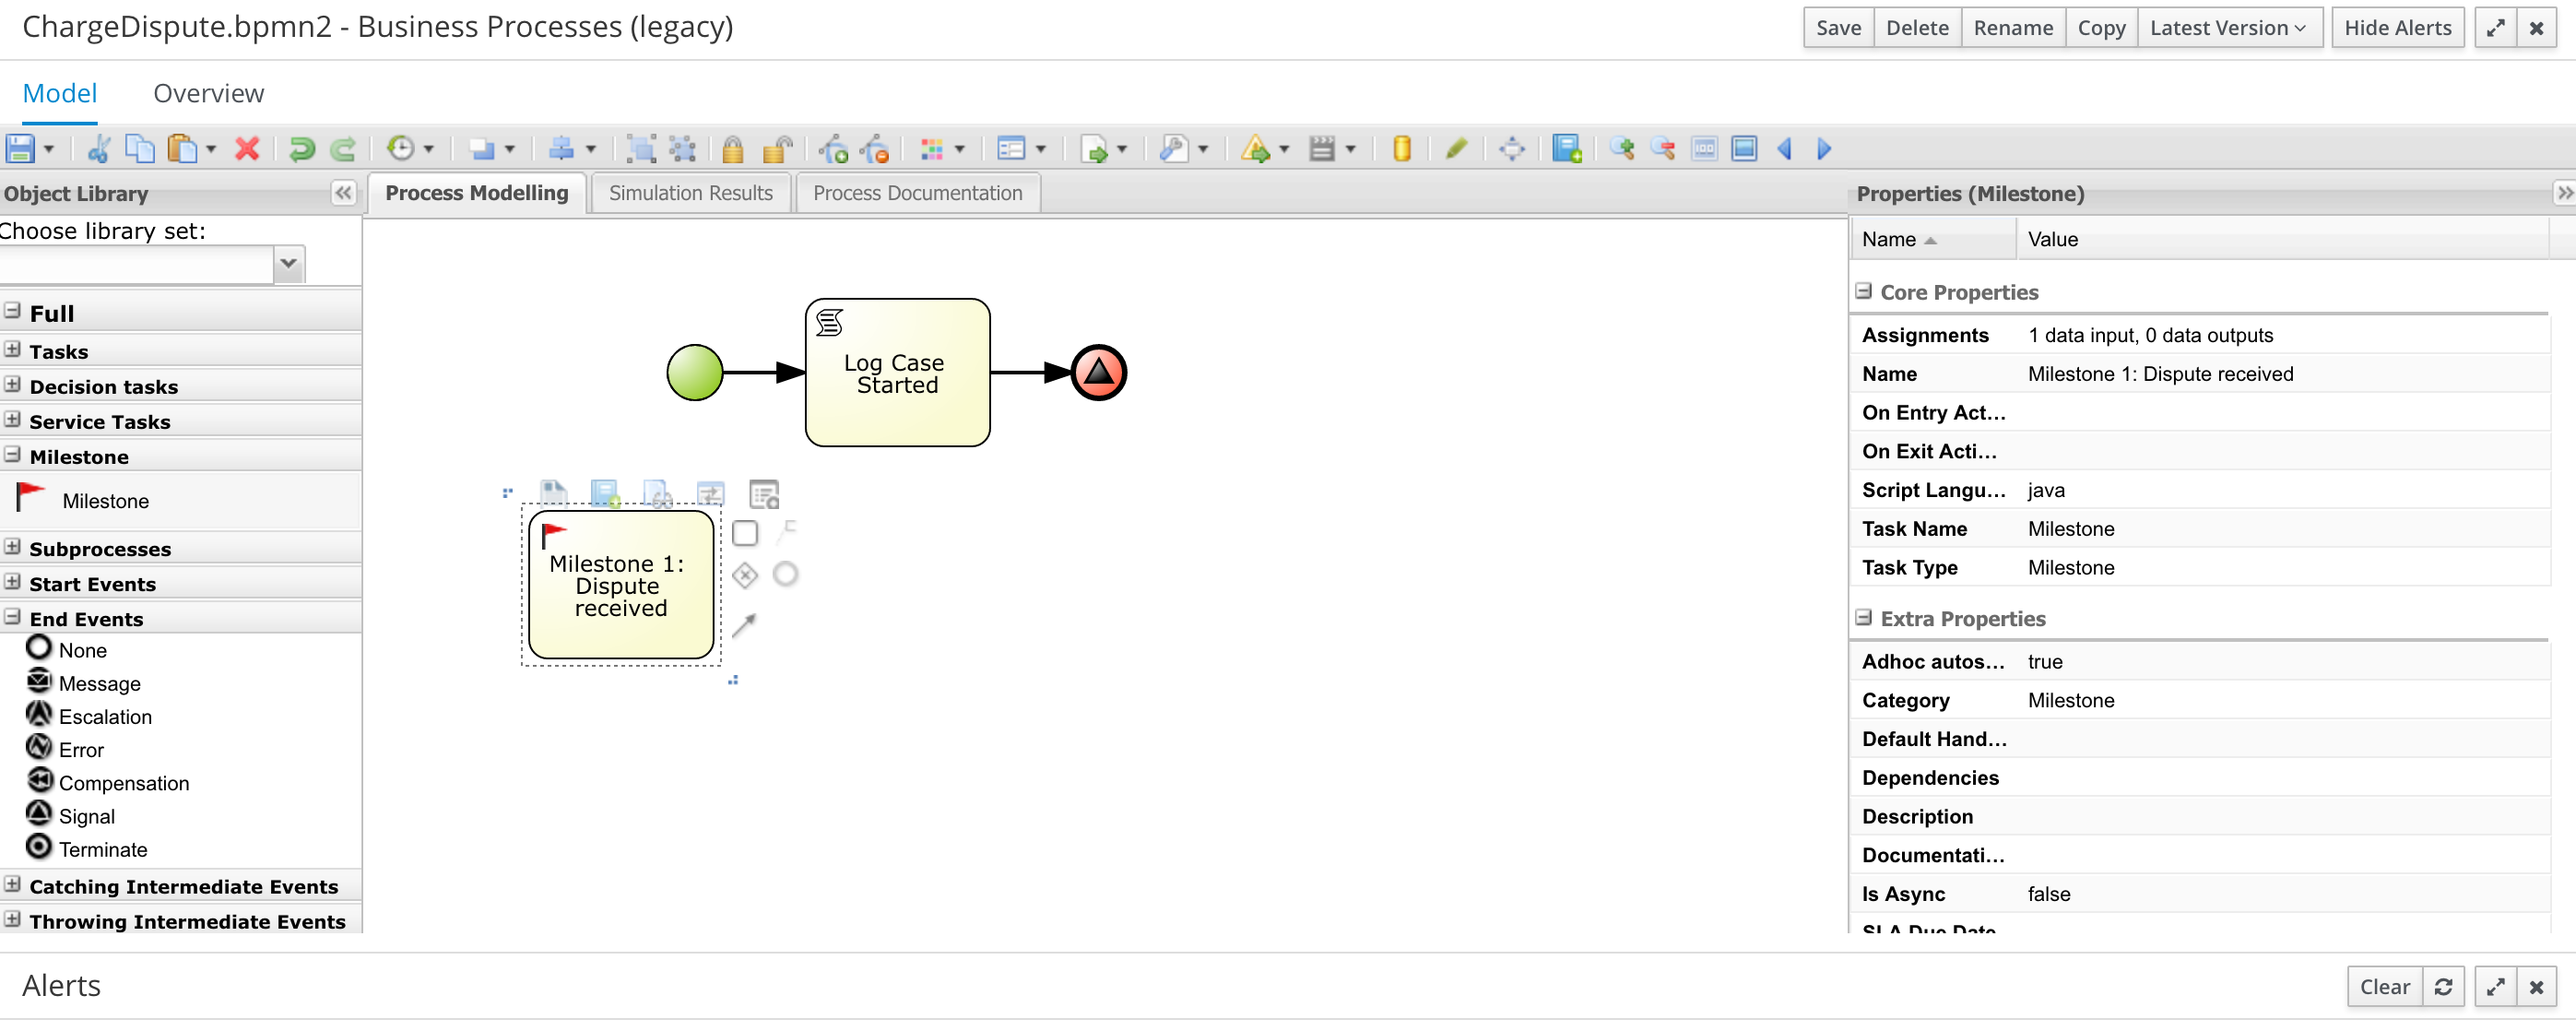 ChargeDispute.bpmn2 - Business Processes (legacy)
Save Delete Rename Copy Latest Version Hide Alerts
Model Overview
Object Library
Process Modelling Simulation Results Process Documentation
Properties (Milestone)
Choose library set:
Full
Tasks
Decision tasks
Service Tasks
Milestone
Milestone
Subprocesses
Start Events
End Events
None
Message
Escalation
Error
Compensation
Signal
Terminate
Catching Intermediate Events
Throwing Intermediate Events
Log Case
Started
Milestone 1:
Dispute
received
Name Value
Core Properties
Assignments 1 data input, 0 data outputs
Name Milestone 1: Dispute received
On Entry Act...
On Exit Acti...
Script Langu... java
Task Name Milestone
Task Type Milestone
Extra Properties
Adhoc autos... true
Category Milestone
Default Hand...
Dependencies
Description
Documentati...
Is Async false
SLA Due Date
Alerts
Clear